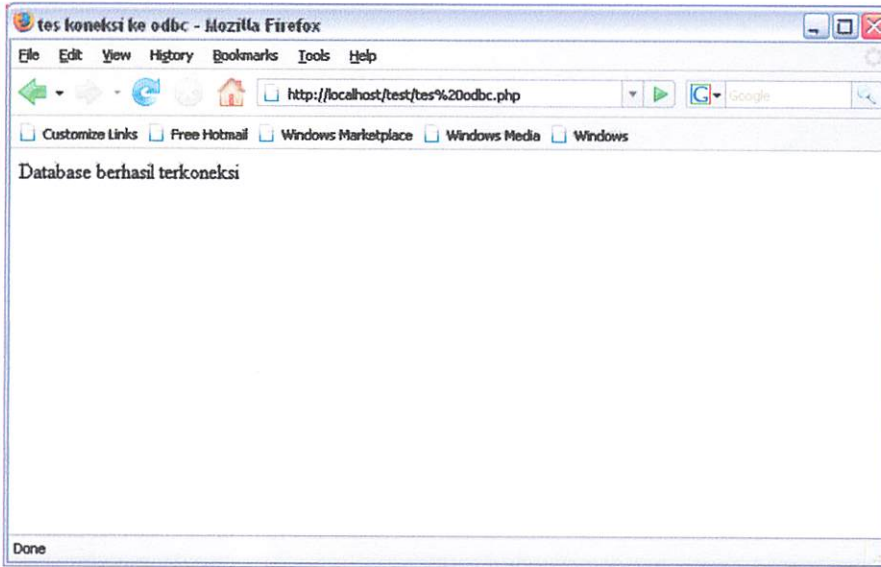 tes koneksi ke odbc - Mozilla Firefox
File Edit View History Bookmarks Tools Help
http://localhost/test/tes%20odbc.php G Google
Customize Links Free Hotmail Windows Marketplace Windows Media Windows
Database berhasil terkoneksi
Done